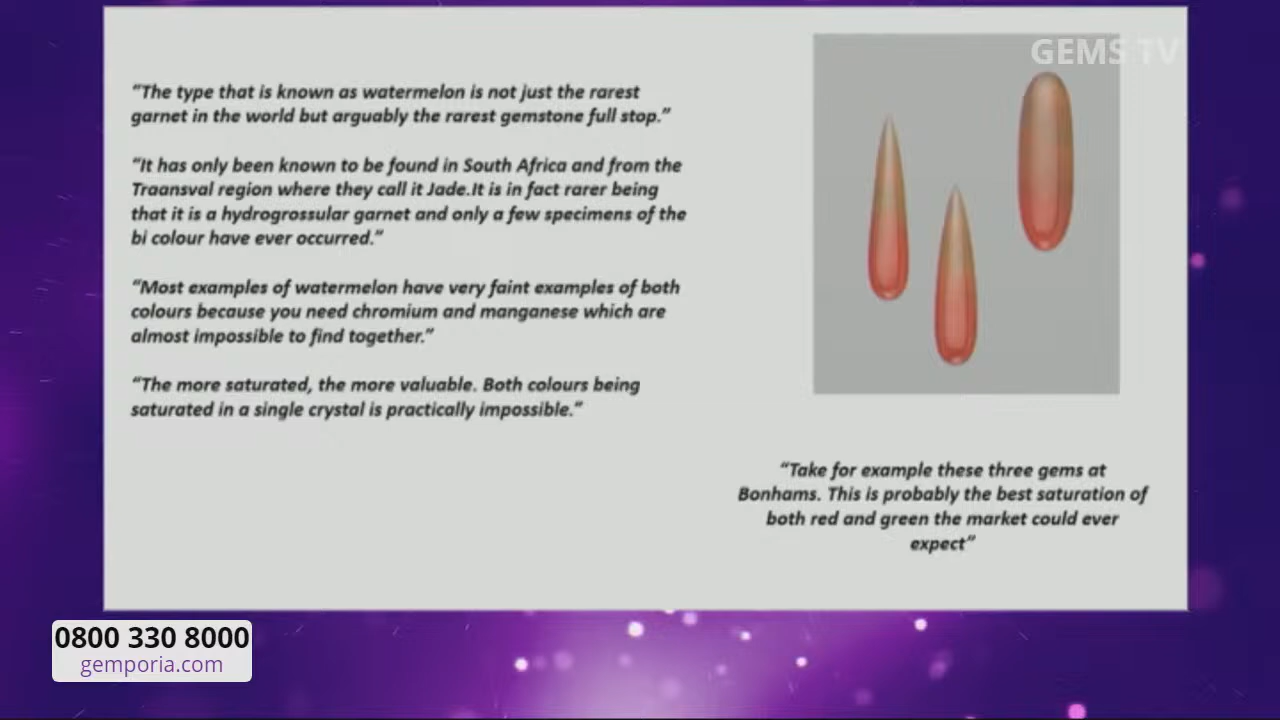 GEMS TV
“The type that is known as watermelon is not just the rarest
garnet in the world but arguably the rarest gemstone full stop.”
“It has only been known to be found in South Africa and from the
Traansval region where they call it Jade.It is in fact rarer being
that it is a hydrogrossular garnet and only a few specimens of the
bi colour have ever occurred.”
“Most examples of watermelon have very faint examples of both
colours because you need chromium and manganese which are
almost impossible to find together.”
“The more saturated, the more valuable. Both colours being
saturated in a single crystal is practically impossible.”
“Take for example these three gems at
Bonhams. This is probably the best saturation of
both red and green the market could ever
expect”
0800 330 8000
gemporia.com